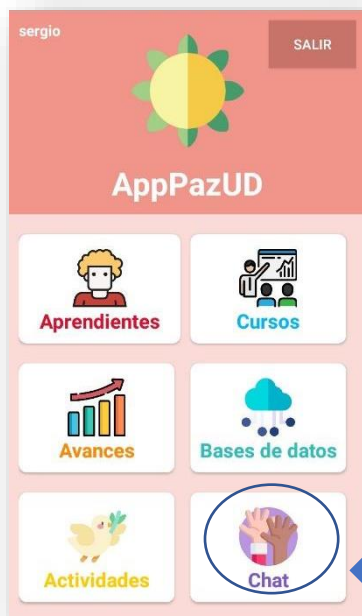 sergio
SALIR
AppPazUD
Aprendientes
Cursos
Avances
Bases de datos
Actividades
Chat